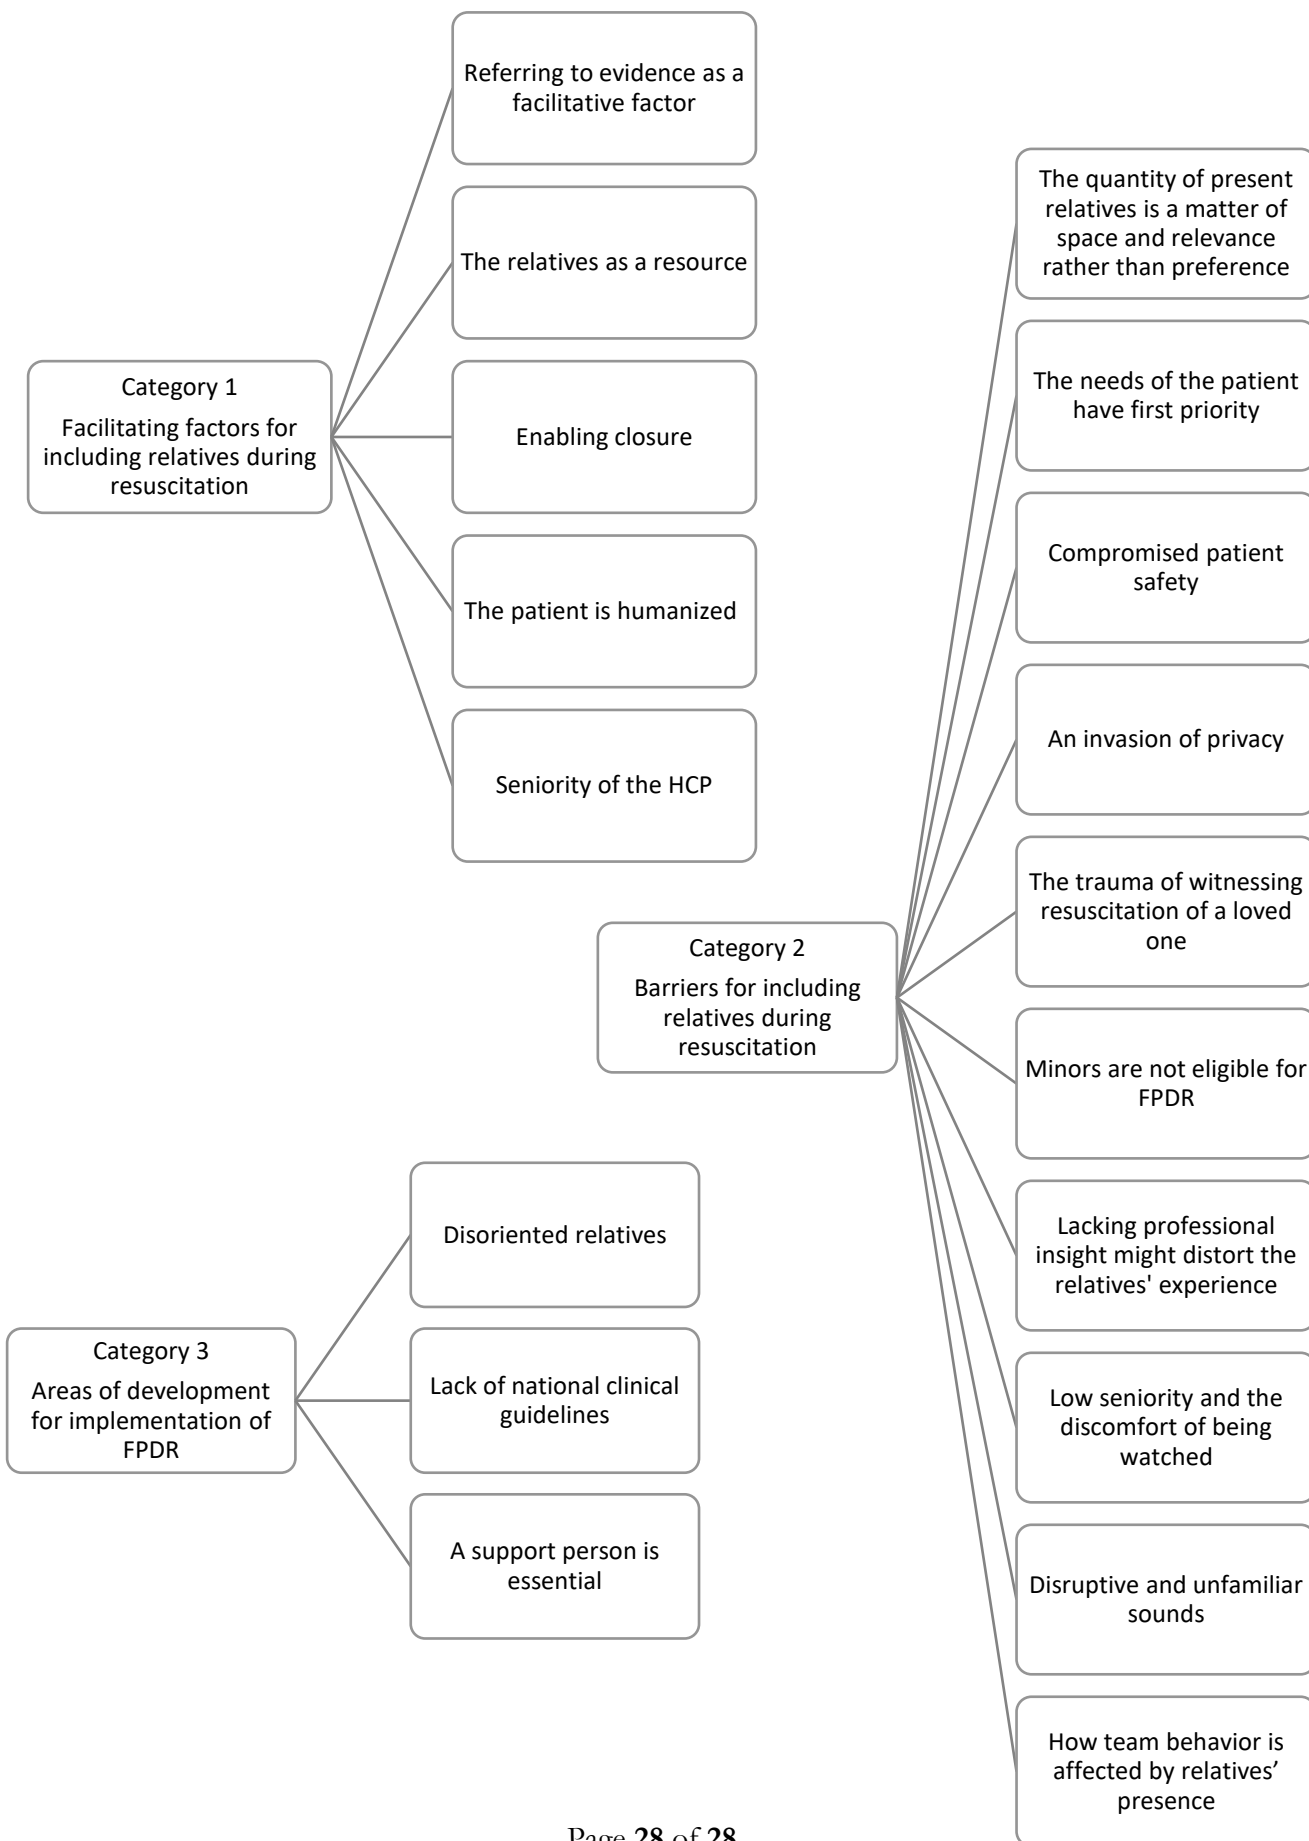 Category 1
Facilitating factors for
including relatives during
resuscitation
Referring to evidence as a
facilitative factor
The relatives as a resource
Enabling closure
The patient is humanized
Seniority of the HCP
Category 2
Barriers for including
relatives during
resuscitation
The quantity of present
relatives is a matter of
space and relevance
rather than preference
The needs of the patient
have first priority
Compromised patient
safety
An invasion of privacy
The trauma of witnessing
resuscitation of a loved
one
Minors are not eligible for
FPDR
Lacking professional
insight might distort the
relatives' experience
Low seniority and the
discomfort of being
watched
Disruptive and unfamiliar
sounds
How team behavior is
affected by relatives’
presence
Category 3
Areas of development
for implementation of
FPDR
Disoriented relatives
Lack of national clinical
guidelines
A support person is
essential
Page 28 of 28